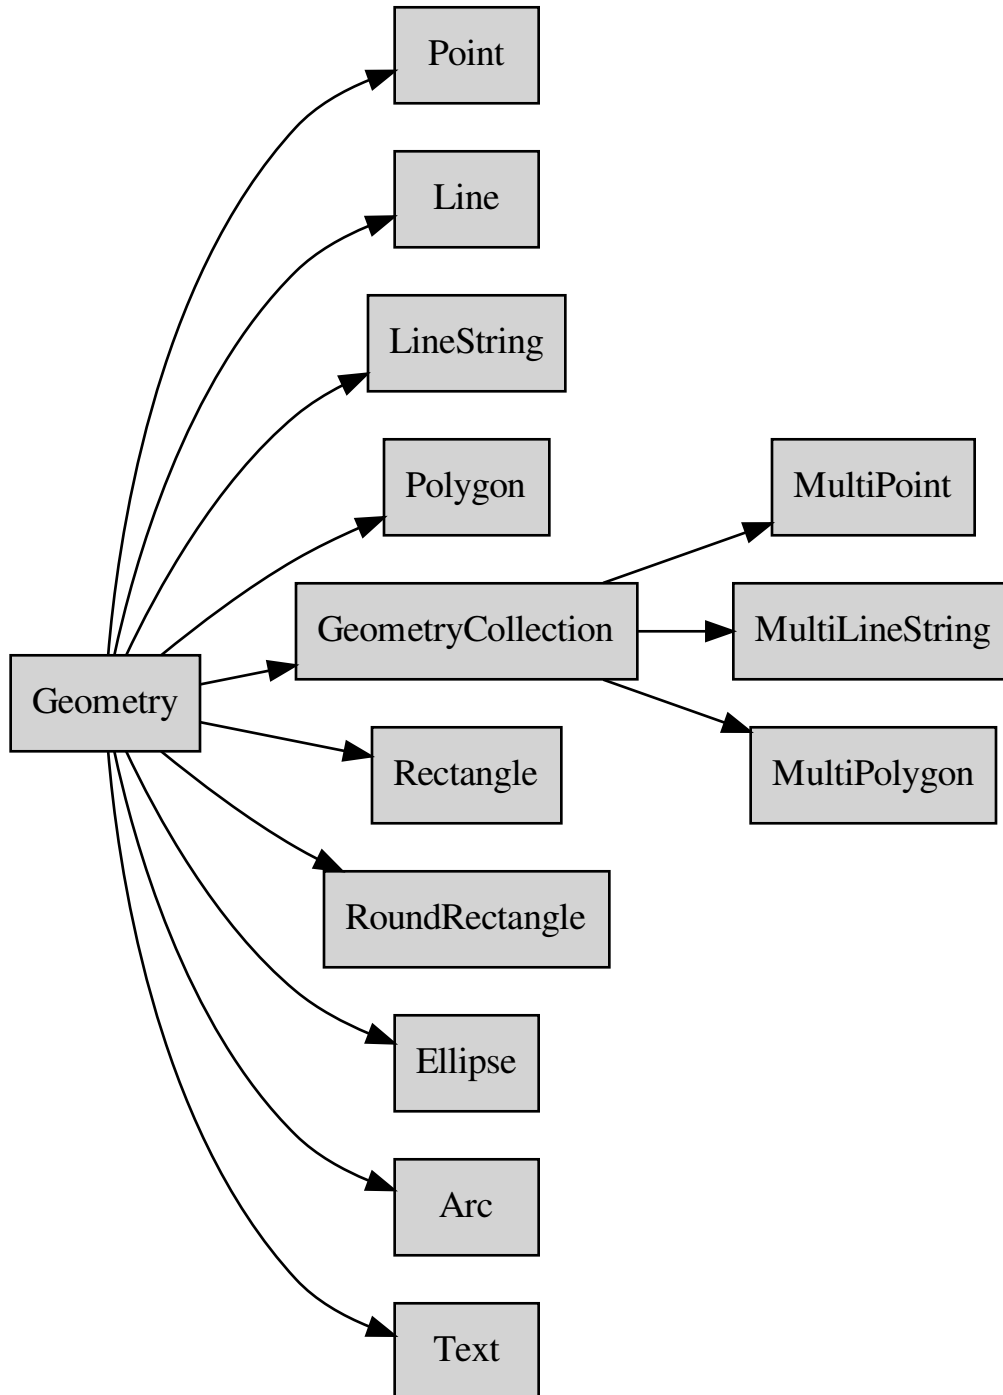 Point
Line
LineString
Polygon
MultiPoint
GeometryCollection
MultiLineString
Geometry
Rectangle
MultiPolygon
RoundRectangle
Ellipse
Arc
Text